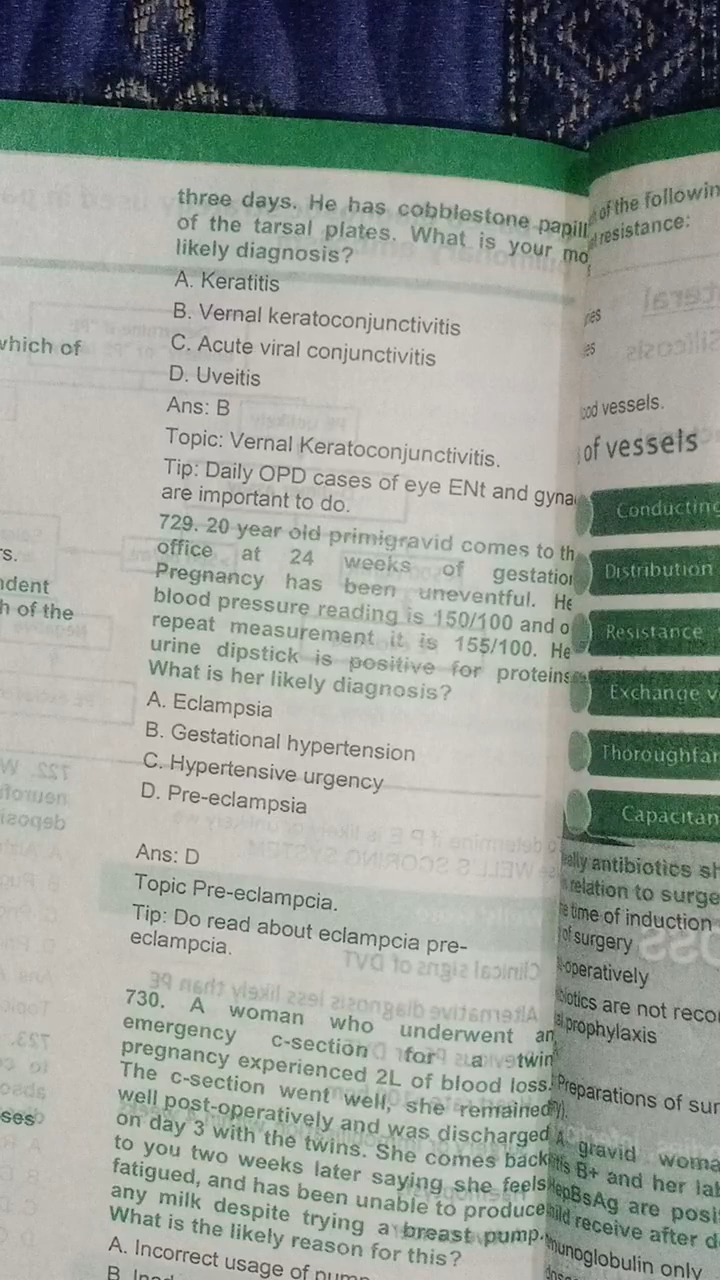 three days. He has cobblestone papill
of the tarsal plates. What is your mo
likely diagnosis?
A. Keratitis
B. Vernal keratoconjunctivitis
C. Acute viral conjunctivitis
D. Uveitis
Ans: B
Topic: Vernal Keratoconjunctivitis.
Tip: Daily OPD cases of eye ENt and gyna
are important to do.
729. 20 year old primigravid comes to th
office at 24 weeks of gestation
Pregnancy has been uneventful. He
blood pressure reading is 150/100 and o
repeat measurement it is 155/100. He
urine dipstick is positive for proteins
What is her likely diagnosis?
A. Eclampsia
B. Gestational hypertension
C. Hypertensive urgency
D. Pre-eclampsia
Ans: D
Topic Pre-eclampcia.
Tip: Do read about eclampcia pre-
eclampcia.
730. A woman who underwent an
emergency c-section for a twin
pregnancy experienced 2L of blood loss.
The c-section went well, she remained
well post-operatively and was discharged
on day 3 with the twins. She comes back
to you two weeks later saying she feels
fatigued, and has been unable to produce
any milk despite trying a breast pump.
What is the likely reason for this?
A. Incorrect usage of pum
which of
rs.
ndent
h of the
ses
of the followin
resistance:
vessels.
of vessels
Conducting
Distribution
Resistance
Exchange v
Thoroughfar
Capacitan
antibiotics sh
relation to surge
time of induction
of surgery
-operatively
are not reco
prophylaxis
Preparations of sur
gravid woma
B+ and her lab
HepBsAg are posi
receive after d
only